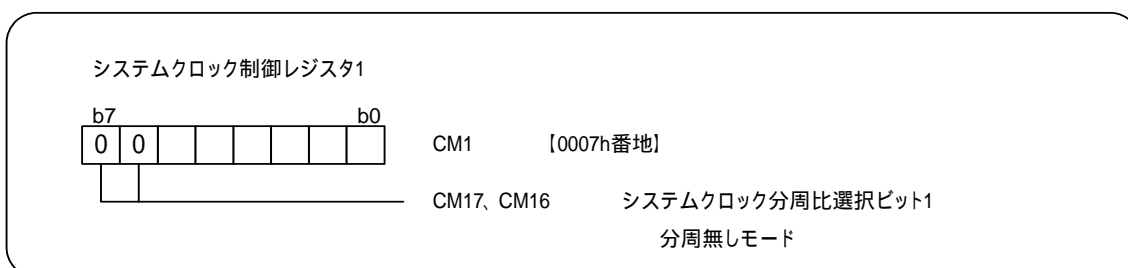 システムクロック制御レジスタ1
b7 b0
0 0 CM1 【0007h番地】
CM17、CM16 システムクロック分周比選択ビット1
分周無しモード